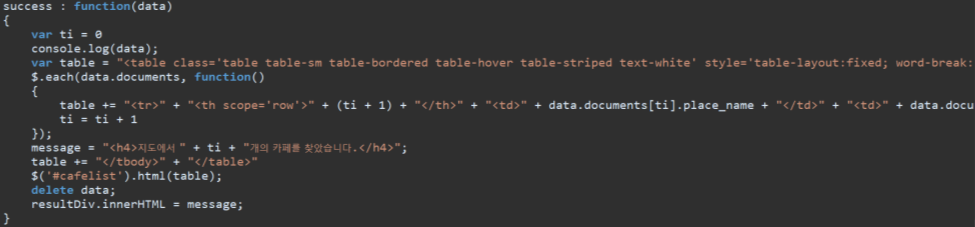 success : function(data)
{
    var ti = 0
    console.log(data);
    var table = "<table class='table table-sm table-bordered table-hover table-striped text-white' style='table-layout:fixed; word-break:
    $.each(data.documents, function()
    {
        table += "<tr>" + "<th scope='row'>" + (ti + 1) + "</th>" + "<td>" + data.documents[ti].place_name + "</td>" + "<td>" + data.docu
        ti = ti + 1
    });
    message = "<h4>지도에서 " + ti + "개의 카페를 찾았습니다.</h4>";
    table += "</tbody>" + "</table>"
    $('#cafelist').html(table);
    delete data;
    resultDiv.innerHTML = message;
}